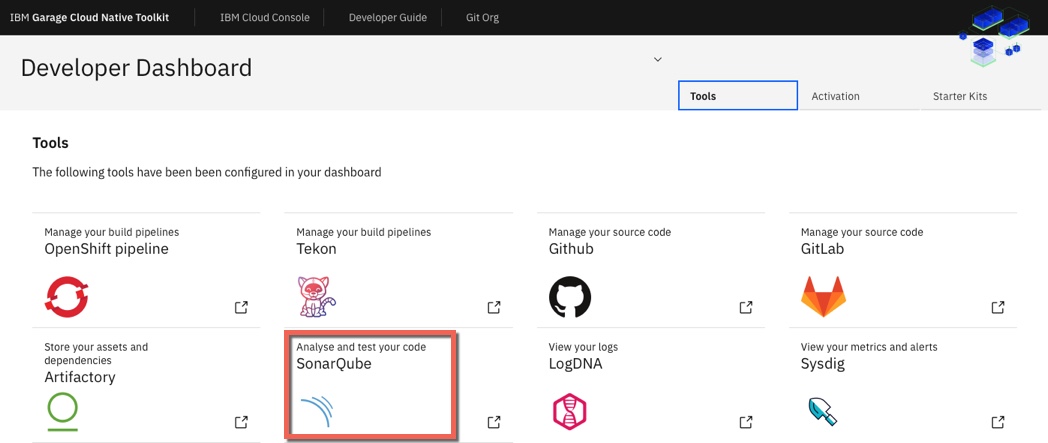 IBM Garage Cloud Native Toolkit
IBM Cloud Console
Developer Guide
Git Org
Developer Dashboard
Tools
Activation
Starter Kits
Tools
The following tools have been been configured in your dashboard
Manage your build pipelines
OpenShift pipeline
Manage your build pipelines
Tekon
Manage your source code
Github
Manage your source code
GitLab
Store your assets and
dependencies
Artifactory
Analyse and test your code
SonarQube
View your logs
LogDNA
View your metrics and alerts
Sysdig